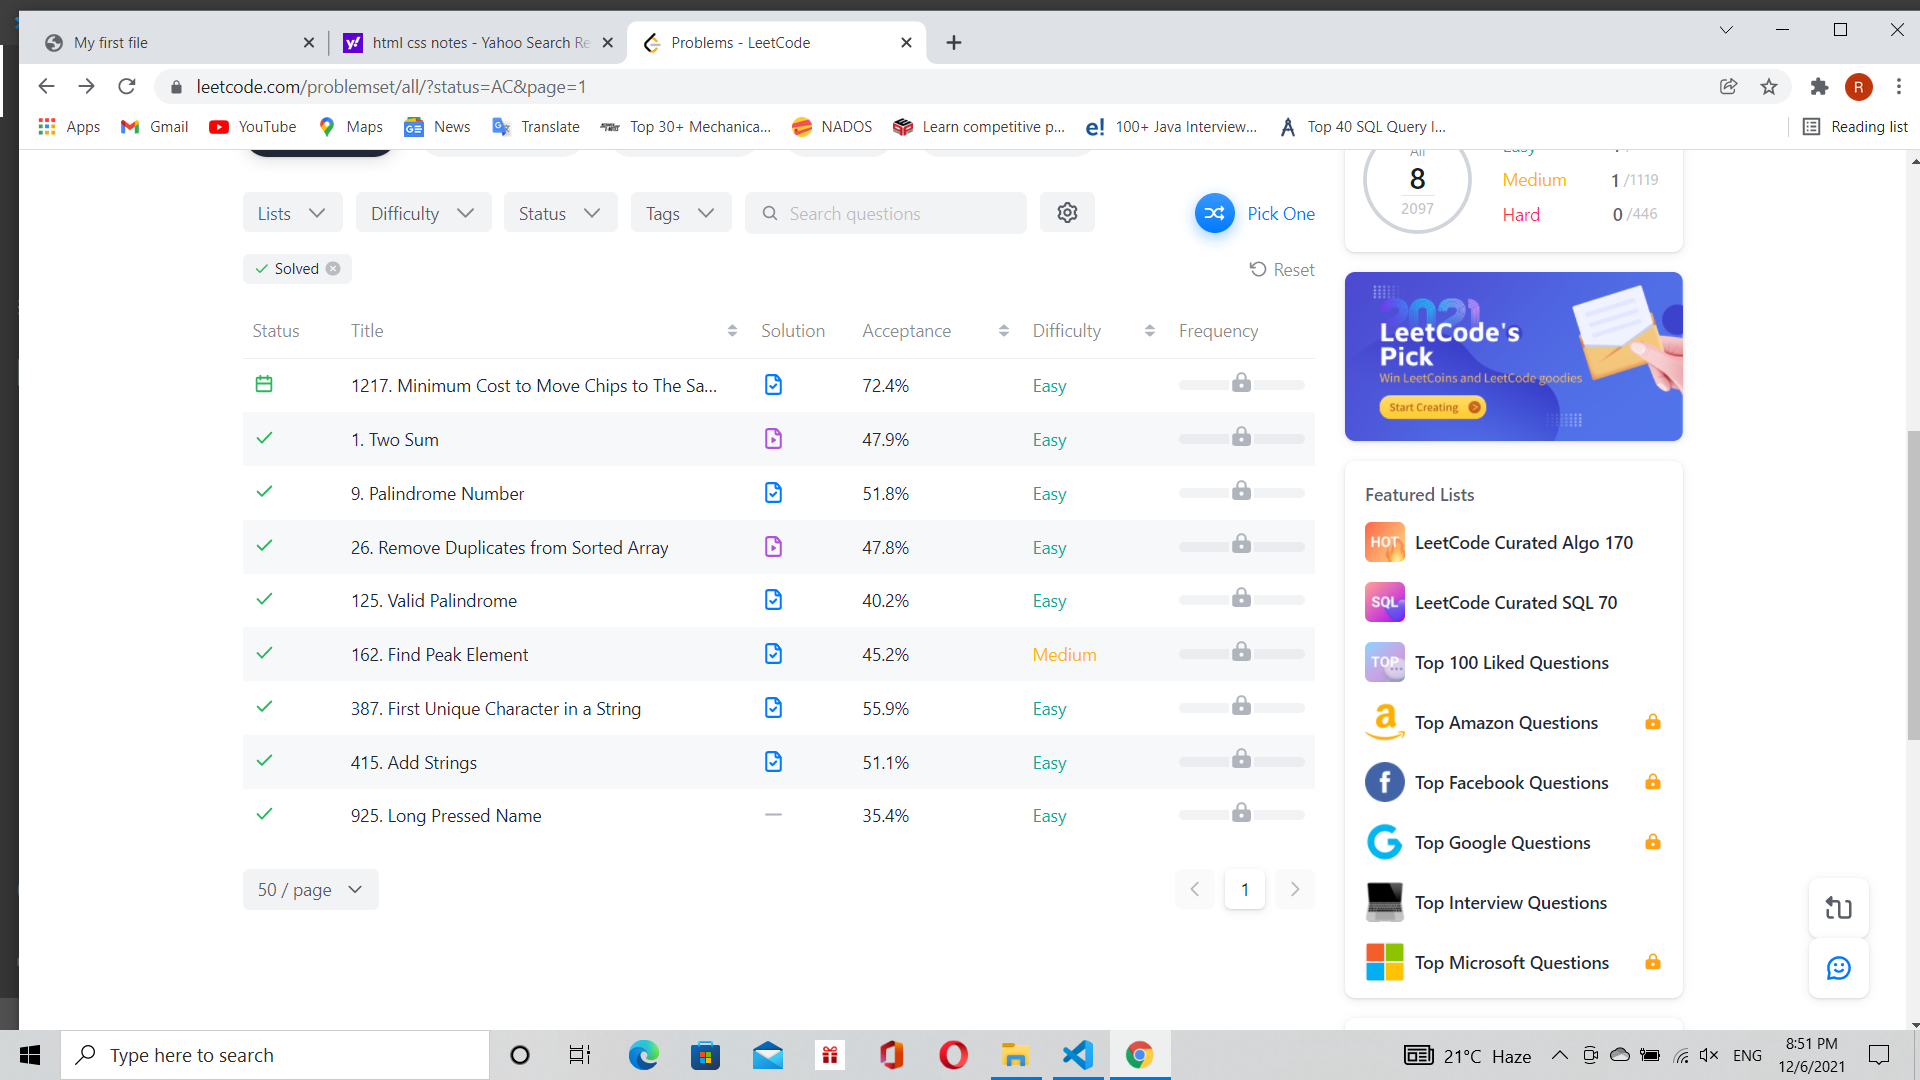 My first file
html css notes - Yahoo Search Re
Problems - LeetCode
leetcode.com/problemset/all/?status=AC&page=1
R
Apps
Gmail
YouTube
Maps
News
Translate
Top 30+ Mechanica...
NADOS
Learn competitive p...
100+ Java Interview...
Top 40 SQL Query I...
Reading list
All
8
2097
Easy
Medium 1 /1119
Hard 0 /446
Lists
Difficulty
Status
Tags
Search questions
Pick One
Solved
Reset
2021
LeetCode's
Pick
Win LeetCoins and LeetCode goodies
Start Creating
Status Title Solution Acceptance Difficulty Frequency
1217. Minimum Cost to Move Chips to The Sa... 72.4% Easy
1. Two Sum 47.9% Easy
9. Palindrome Number 51.8% Easy
26. Remove Duplicates from Sorted Array 47.8% Easy
125. Valid Palindrome 40.2% Easy
162. Find Peak Element 45.2% Medium
387. First Unique Character in a String 55.9% Easy
415. Add Strings 51.1% Easy
925. Long Pressed Name 35.4% Easy
50 / page
1
Featured Lists
HOT LeetCode Curated Algo 170
SQL LeetCode Curated SQL 70
TOP Top 100 Liked Questions
Top Amazon Questions
Top Facebook Questions
Top Google Questions
Top Interview Questions
Top Microsoft Questions
Type here to search
21°C Haze
ENG
8:51 PM
12/6/2021